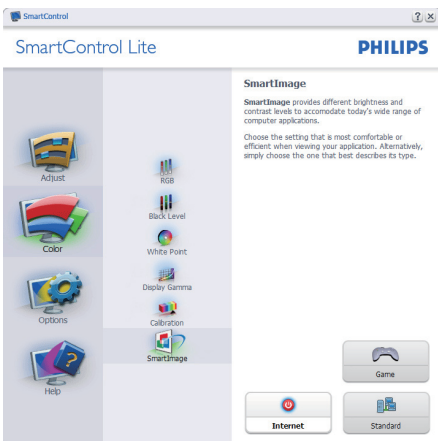 SmartControl
? ×
SmartControl Lite
PHILIPS
Adjust
Color
Options
Help
RGB
Black Level
White Point
Display Gamma
Calibration
SmartImage
SmartImage
SmartImage provides different brightness and
contrast levels to accomodate today's wide range of
computer applications.
Choose the setting that is most comfortable or
efficient when viewing your application. Alternatively,
simply choose the one that best describes its type.
Game
Internet
Standard